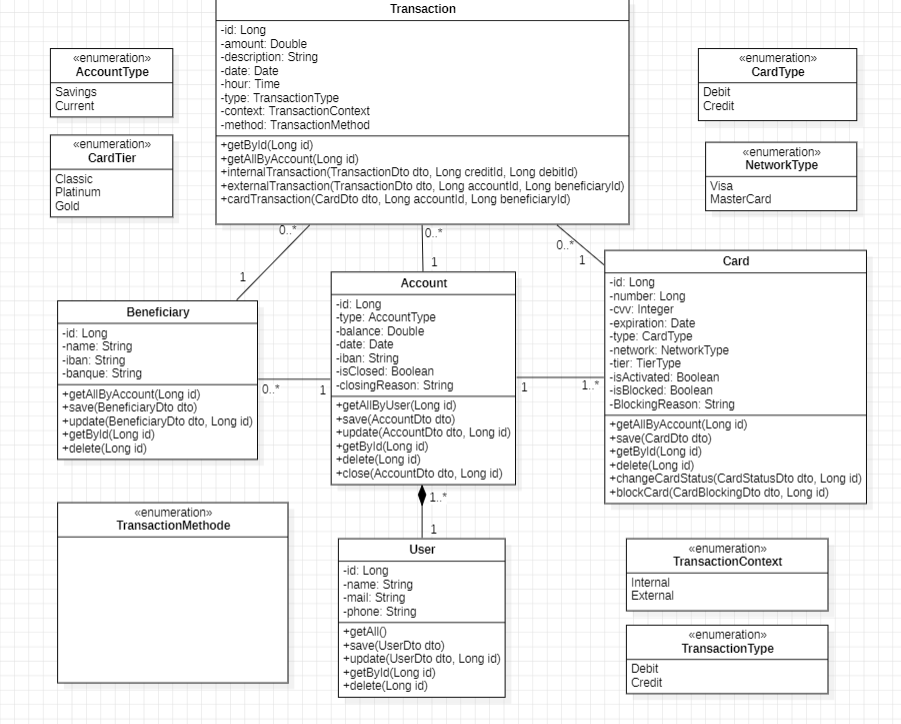 Transaction
-id: Long
-amount: Double
-description: String
-date: Date
-hour: Time
-type: TransactionType
-context: TransactionContext
-method: TransactionMethod
+getById(Long id)
+getAllByAccount(Long id)
+internalTransaction(TransactionDto dto, Long creditId, Long debitId)
+externalTransaction(TransactionDto dto, Long accountId, Long beneficiaryId)
+cardTransaction(CardDto dto, Long accountId, Long beneficiaryId)
«enumeration»
AccountType
Savings
Current
«enumeration»
CardTier
Classic
Platinum
Gold
«enumeration»
CardType
Debit
Credit
«enumeration»
NetworkType
Visa
MasterCard
0..*
1
0..*
1
0..*
1
Beneficiary
-id: Long
-name: String
-iban: String
-banque: String
+getAllByAccount(Long id)
+save(BeneficiaryDto dto)
+update(BeneficiaryDto dto, Long id)
+getById(Long id)
+delete(Long id)
0..*
1
Account
-id: Long
-type: AccountType
-balance: Double
-date: Date
-iban: String
-isClosed: Boolean
-closingReason: String
+getAllByUser(Long id)
+save(AccountDto dto)
+update(AccountDto dto, Long id)
+getById(Long id)
+delete(Long id)
+close(AccountDto dto, Long id)
1
1..*
Card
-id: Long
-number: Long
-cvv: Integer
-expiration: Date
-type: CardType
-network: NetworkType
-tier: TierType
-isActivated: Boolean
-isBlocked: Boolean
-BlockingReason: String
+getAllByAccount(Long id)
+save(CardDto dto)
+getById(Long id)
+delete(Long id)
+changeCardStatus(CardStatusDto dto, Long id)
+blockCard(CardBlockingDto dto, Long id)
1..*
1
«enumeration»
TransactionMethode
User
-id: Long
-name: String
-mail: String
-phone: String
+getAll()
+save(UserDto dto)
+update(UserDto dto, Long id)
+getById(Long id)
+delete(Long id)
«enumeration»
TransactionContext
Internal
External
«enumeration»
TransactionType
Debit
Credit